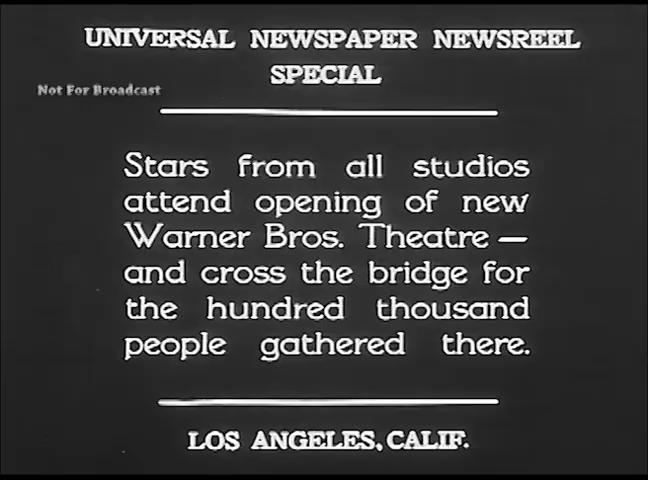 UNIVERSAL NEWSPAPER NEWSREEL
SPECIAL
Not For Broadcast
Stars from all studios
attend opening of new
Warner Bros. Theatre —
and cross the bridge for
the hundred thousand
people gathered there.
LOS ANGELES, CALIF.